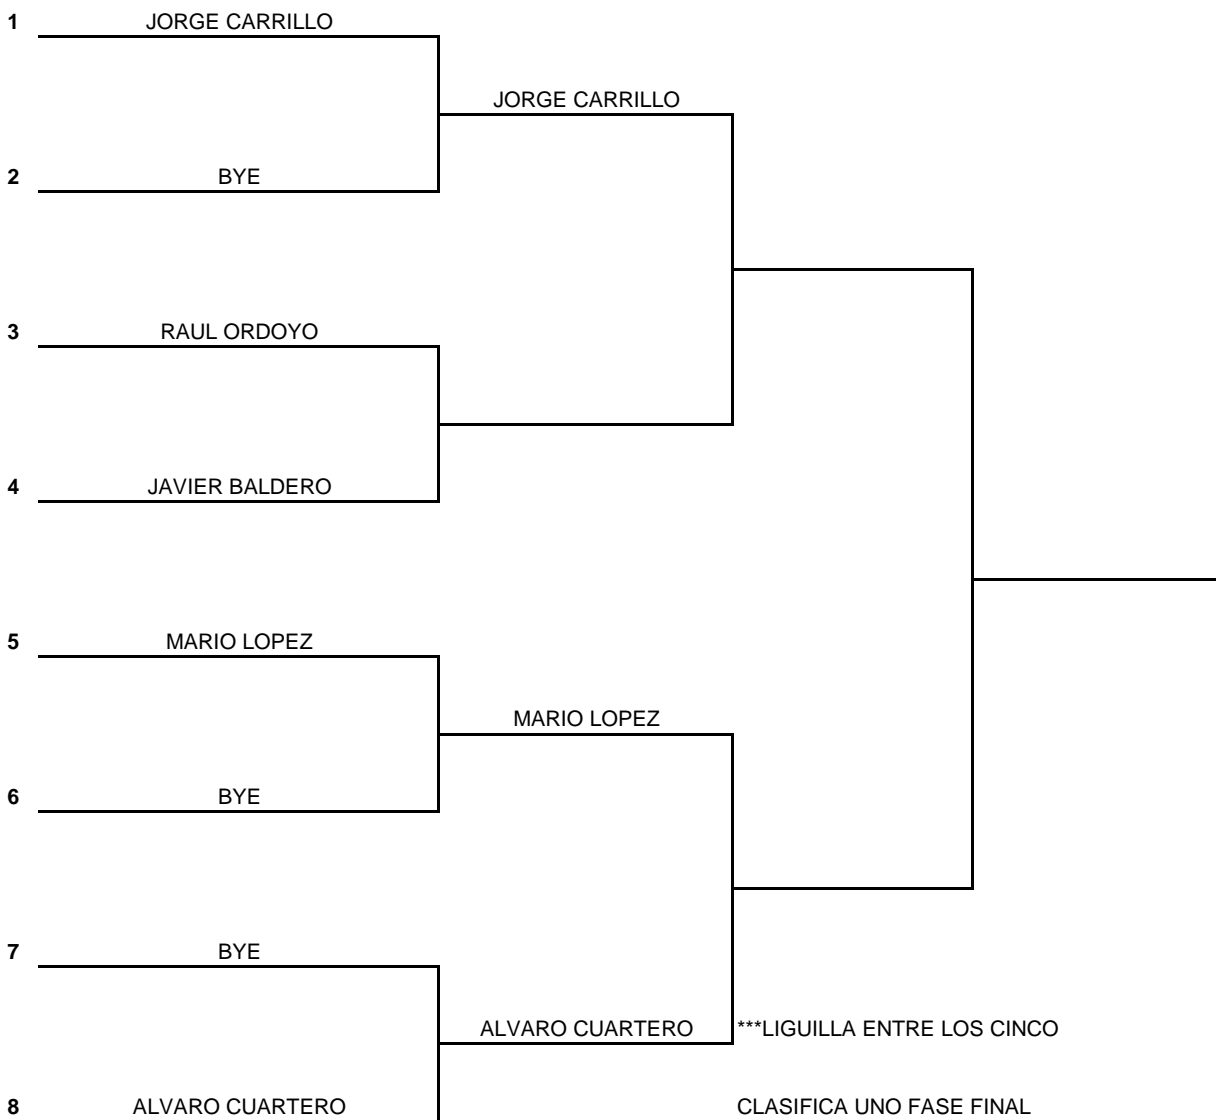 1 JORGE CARRILLO
JORGE CARRILLO
2 BYE
3 RAUL ORDOYO
4 JAVIER BALDERO
5 MARIO LOPEZ
MARIO LOPEZ
6 BYE
7 BYE
ALVARO CUARTERO ***LIGUILLA ENTRE LOS CINCO
8 ALVARO CUARTERO CLASIFICA UNO FASE FINAL